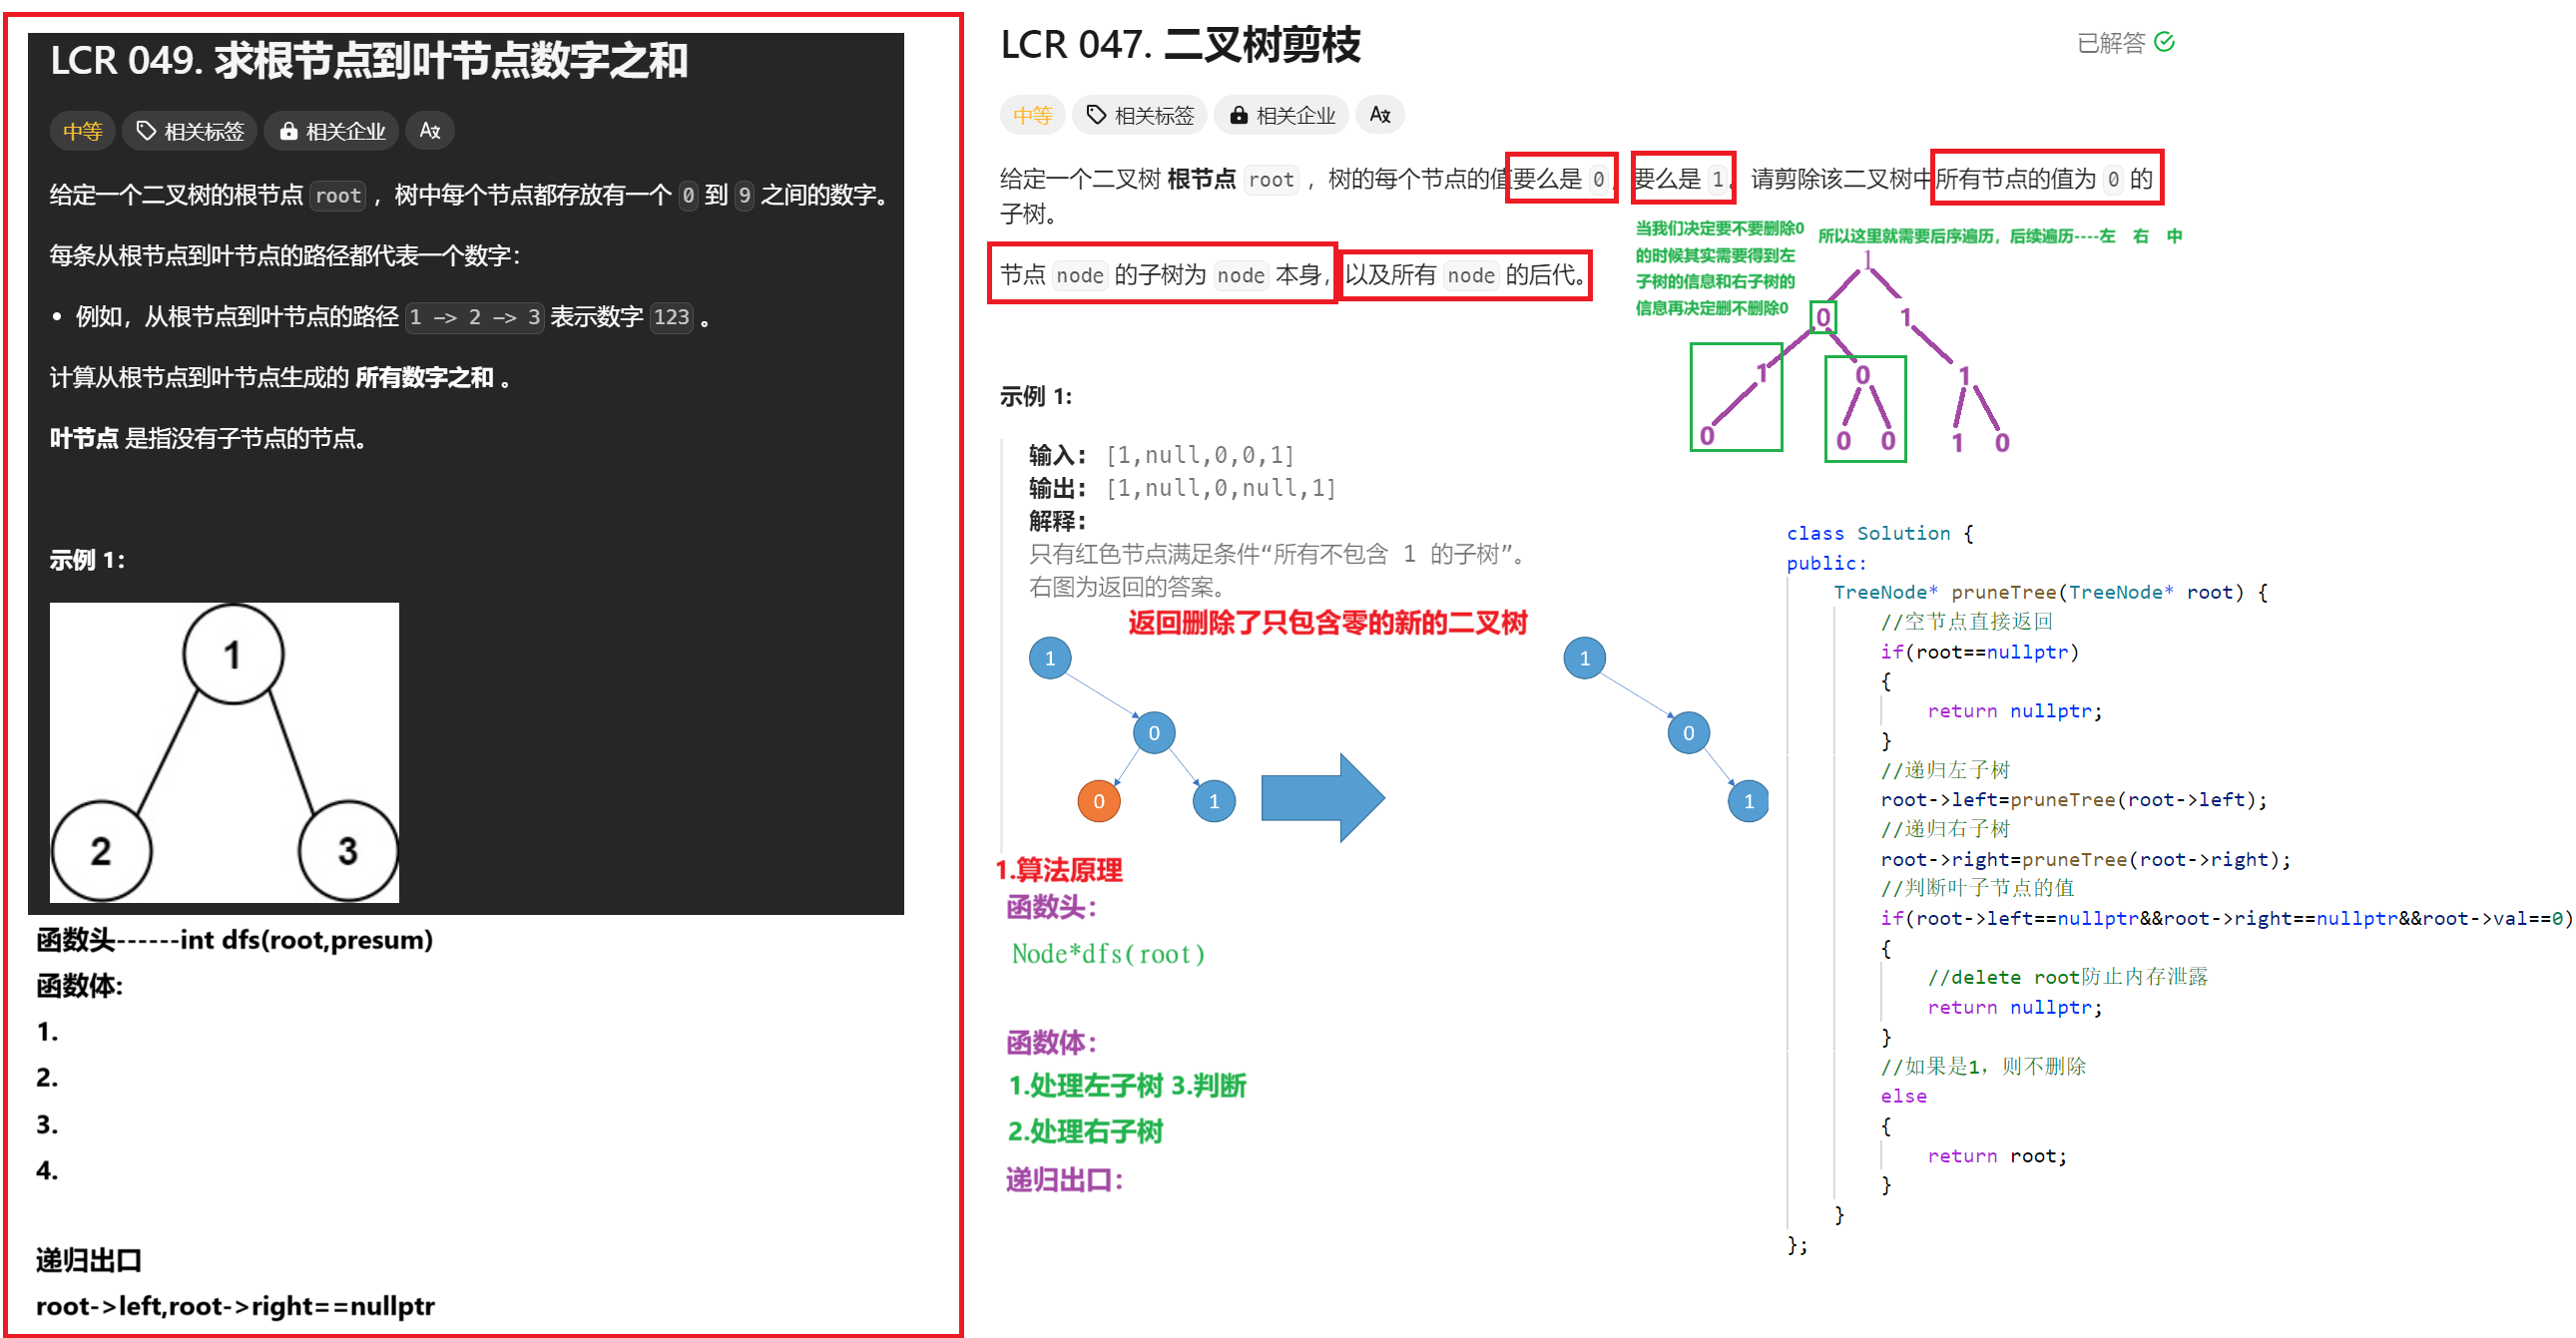 LCR 049. 求根节点到叶节点数字之和
中等 相关标签 相关企业 A文
给定一个二叉树的根节点 root ，树中每个节点都存放有一个 0 到 9 之间的数字。
每条从根节点到叶节点的路径都代表一个数字：
• 例如，从根节点到叶节点的路径 1 -> 2 -> 3 表示数字 123 。
计算从根节点到叶节点生成的 所有数字之和 。
叶节点 是指没有子节点的节点。
示例 1：
1
2 3
函数头------int dfs(root,presum)
函数体:
1.
2.
3.
4.
递归出口
root->left,root->right==nullptr
LCR 047. 二叉树剪枝
已解答
中等 相关标签 相关企业 A文
给定一个二叉树 根节点 root ，树的每个节点的值要么是 0，要么是 1。请剪除该二叉树中所有节点的值为 0 的
子树。
节点 node 的子树为 node 本身，以及所有 node 的后代。
当我们决定要不要删除0
的时候其实需要得到左
子树的信息和右子树的
信息再决定删不删除0
所以这里就需要后序遍历，后续遍历----左 右 中
1
0 1
1 0 1
0 0 0 1 0
示例 1:
输入: [1,null,0,0,1]
输出: [1,null,0,null,1]
解释:
只有红色节点满足条件“所有不包含 1 的子树”。
右图为返回的答案。
返回删除了只包含零的新的二叉树
1
0
0 1
1
0
1
1.算法原理
函数头：
Node*dfs(root)
函数体：
1.处理左子树 3.判断
2.处理右子树
递归出口：
class Solution {
public:
TreeNode* pruneTree(TreeNode* root) {
//空节点直接返回
if(root==nullptr)
{
return nullptr;
}
//递归左子树
root->left=pruneTree(root->left);
//递归右子树
root->right=pruneTree(root->right);
//判断叶子节点的值
if(root->left==nullptr&&root->right==nullptr&&root->val==0)
{
//delete root防止内存泄露
return nullptr;
}
//如果是1，则不删除
else
{
return root;
}
}
};